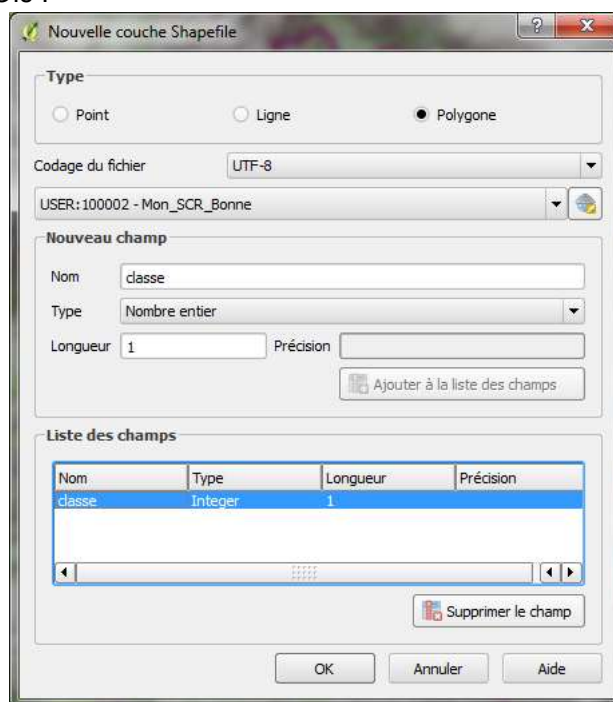 Nouvelle couche Shapefile
Type
Point Ligne Polygone
Codage du fichier UTF-8
USER:100002 - Mon_SCR_Bonne
Nouveau champ
Nom classe
Type Nombre entier
Longueur 1 Précision
Ajouter à la liste des champs
Liste des champs
Nom Type Longueur Précision
classe Integer 1
Supprimer le champ
OK Annuler Aide